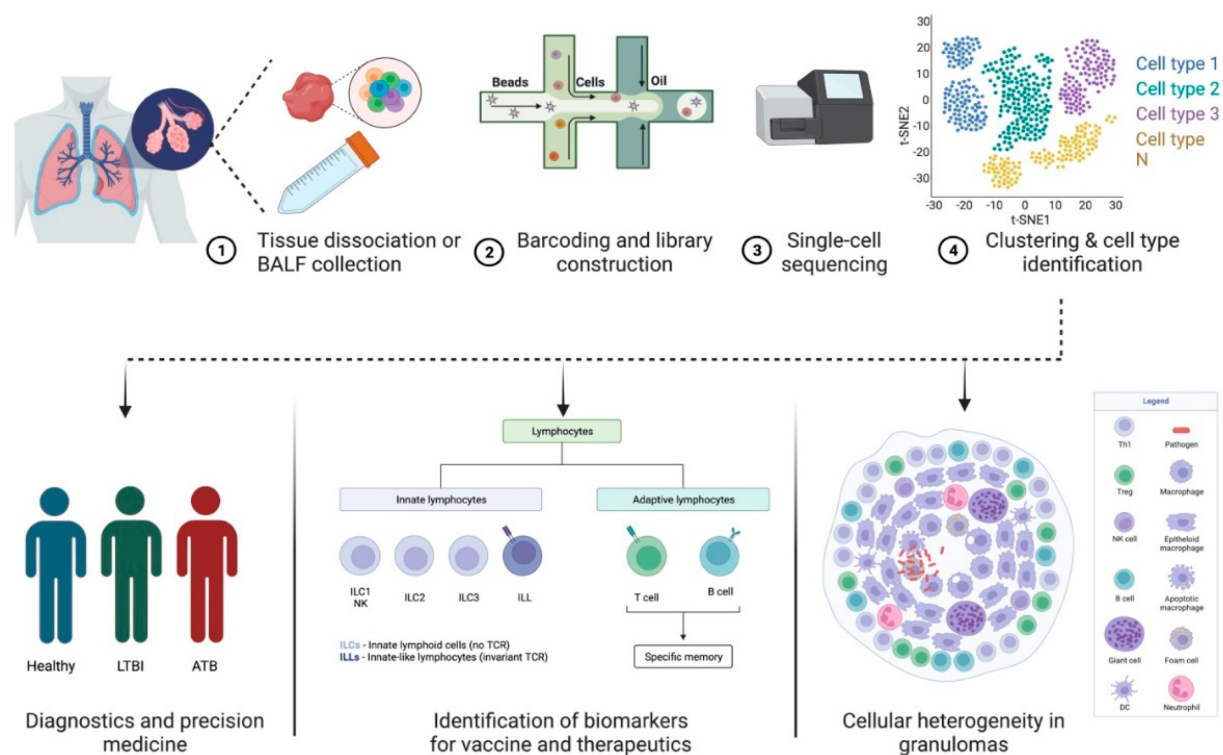 Beads
Cells
Oil
t-SNE2
30
20
10
0
-10
-20
-30
-30
-20
-10
0
10
20
30
t-SNE1
Cell type 1
Cell type 2
Cell type 3
Cell type
N
1
Tissue dissociation or
BALF collection
2
Barcoding and library
construction
3
Single-cell
sequencing
4
Clustering & cell type
identification
Healthy
LTBI
ATB
Diagnostics and precision
medicine
Lymphocytes
Innate lymphocytes
Adaptive lymphocytes
ILC1
NK
ILC2
ILC3
ILL
T cell
B cell
ILCs - Innate lymphoid cells (no TCR)
ILLs - Innate-like lymphocytes (invariant TCR)
Specific memory
Identification of biomarkers
for vaccine and therapeutics
Cellular heterogeneity in
granulomas
Legend
Th1
Pathogen
Treg
Macrophage
NK cell
Epitheloid
macrophage
B cell
Apoptotic
macrophage
Giant cell
Foam cell
DC
Neutrophil